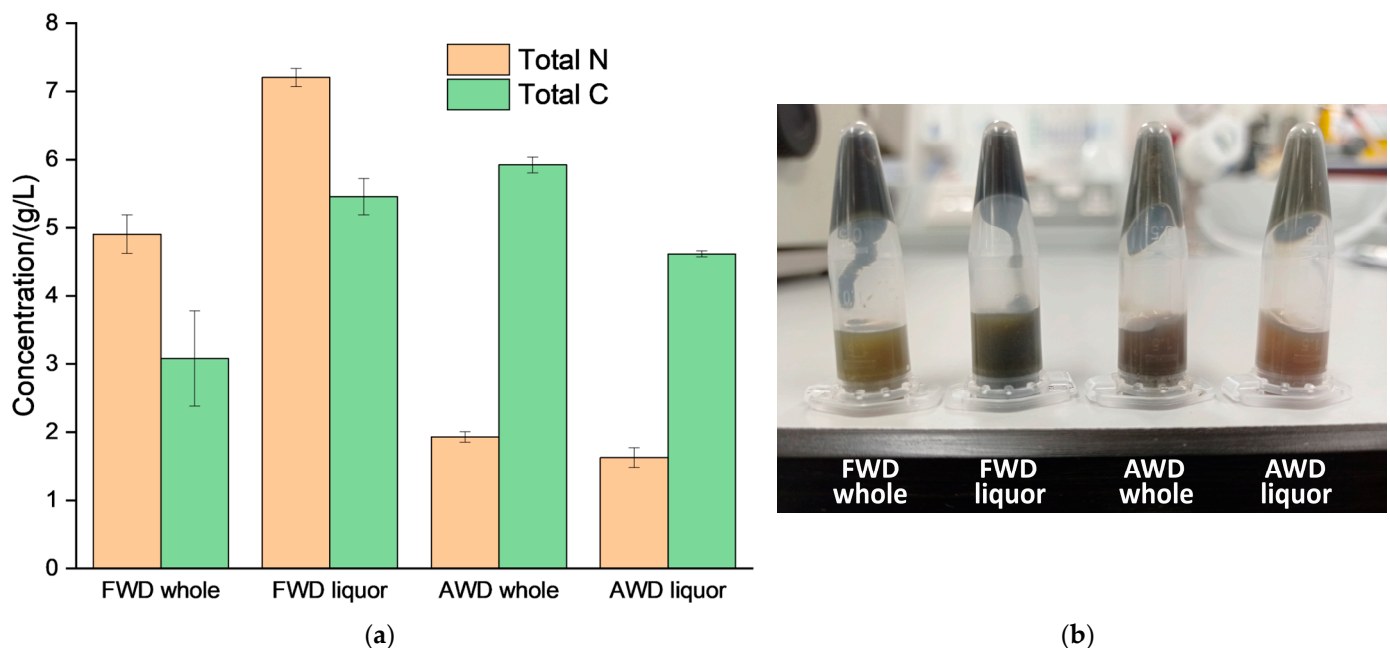 8
7
6
5
4
3
2
1
0
Concentration/(g/L)
Total N
Total C
FWD whole
FWD liquor
AWD whole
AWD liquor
(a)
FWD
whole
FWD
liquor
AWD
whole
AWD
liquor
(b)